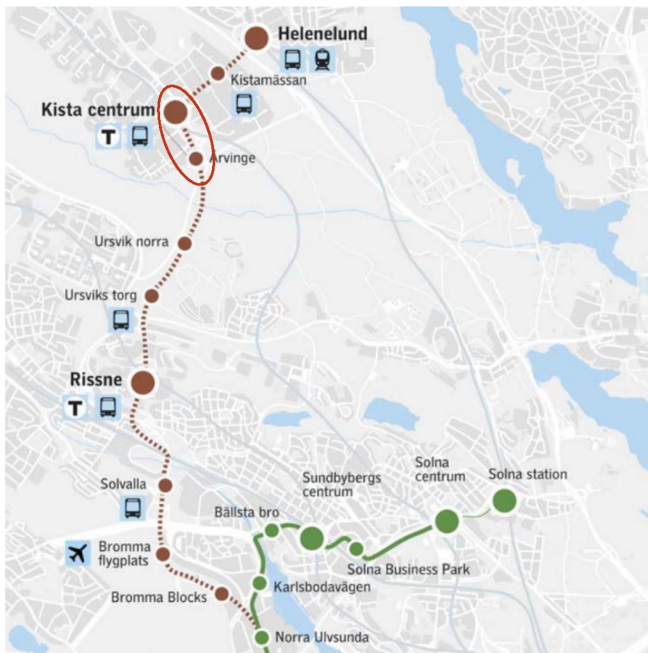 Helenelund
Kistamässan
Kista centrum
T
Arvinge
Ursvik norra
Ursviks torg
Rissne
T
Solvalla
Bromma
flygplats
Bromma Blocks
Bällsta bro
Sundbybergs
centrum
Solna
centrum
Solna station
Solna Business Park
Karlsbodavägen
Norra Ulvsunda